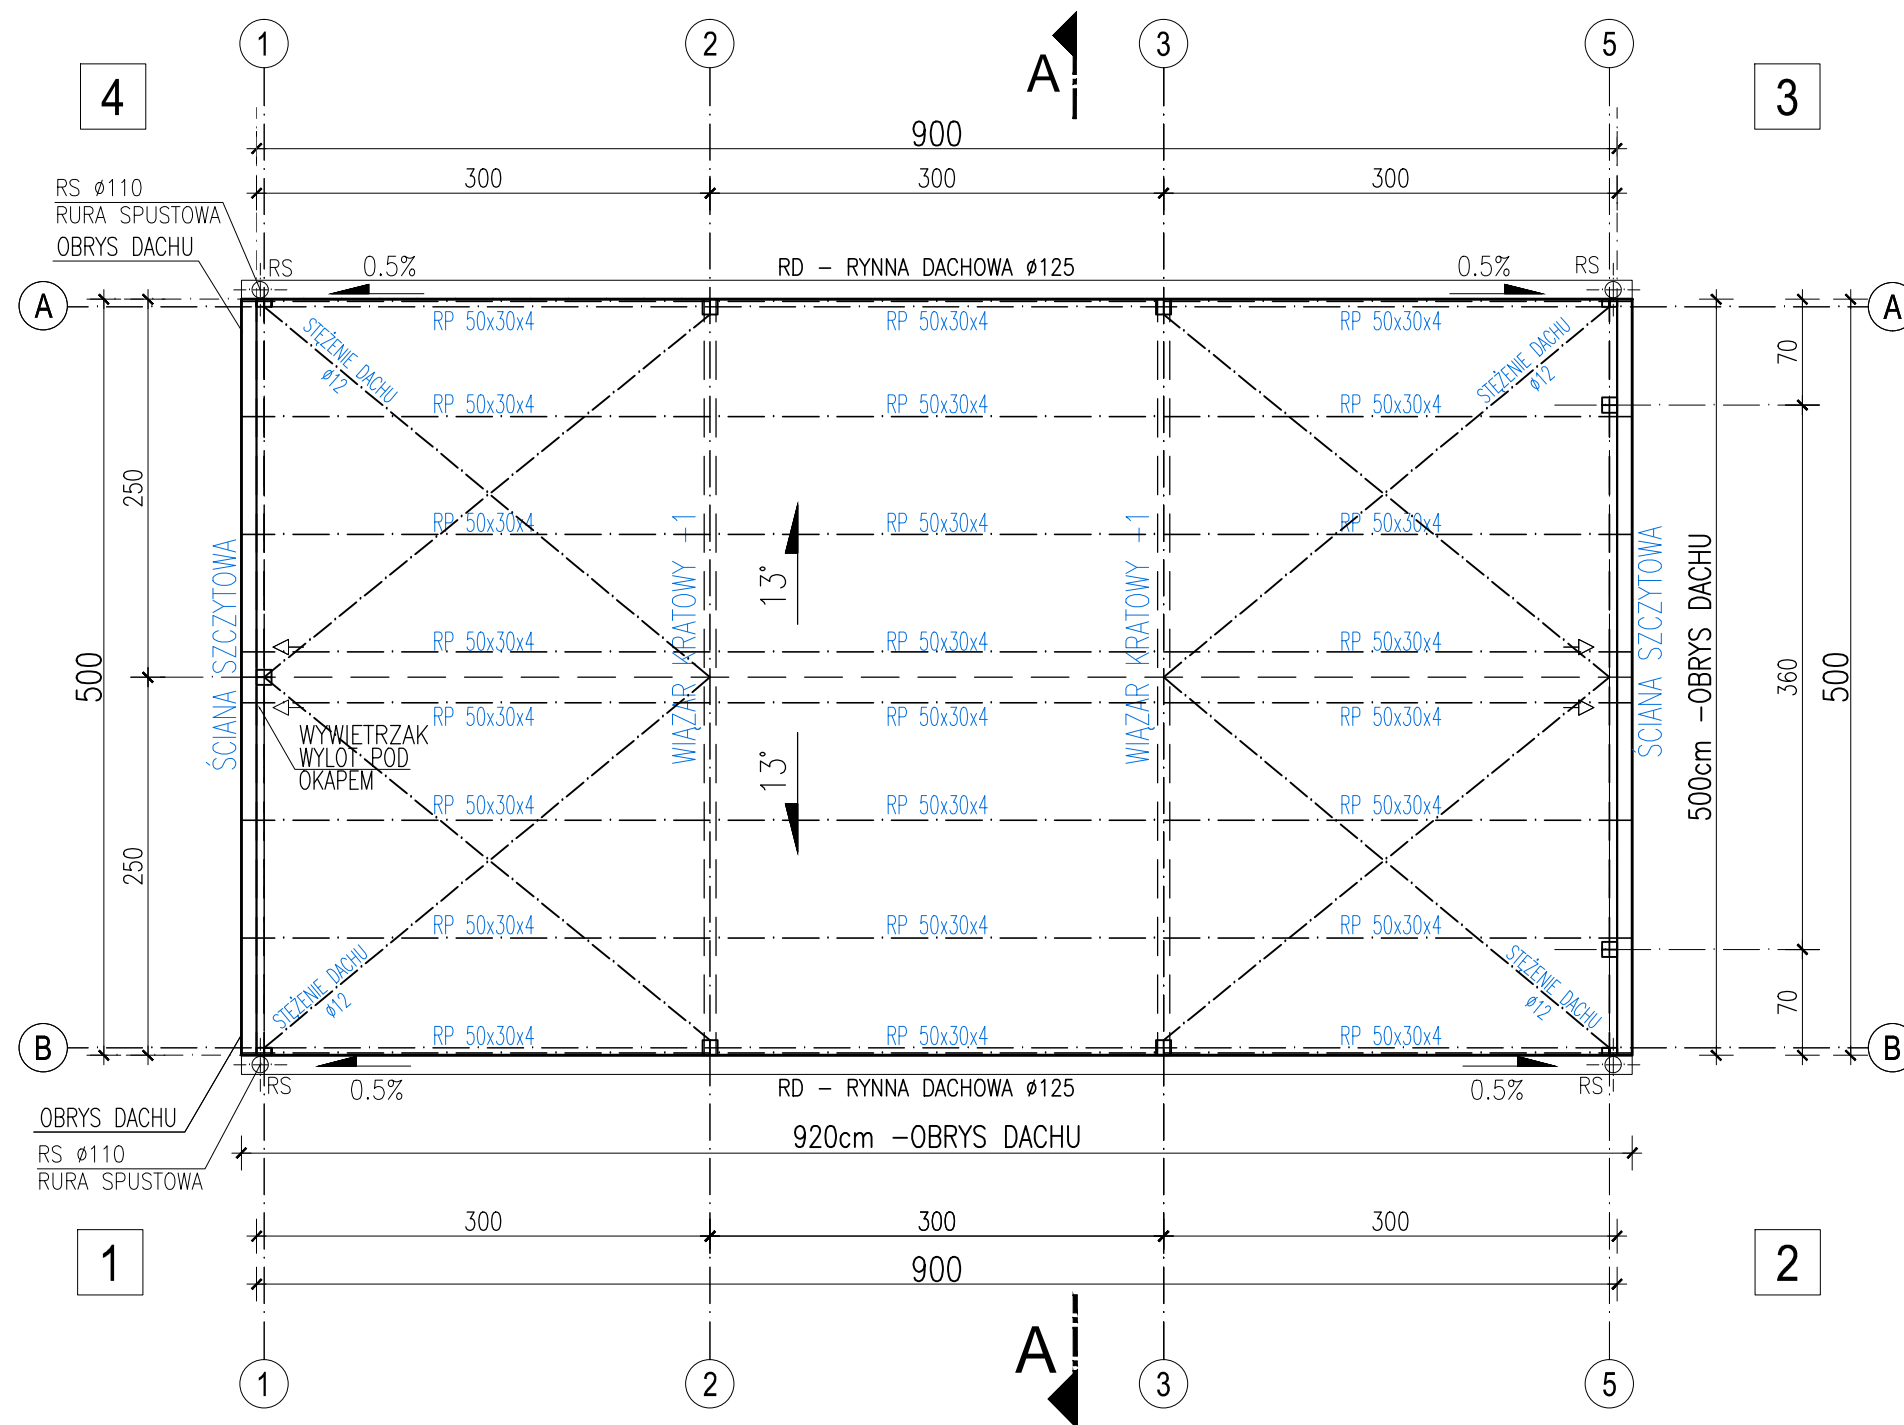 1
2
3
5
A
4
3
900
300
300
300
RS ø110
RURA SPUSTOWA
OBRYS DACHU
RS
0.5%
RD – RYNNA DACHOWA ø125
0.5%
RS
A
A
RP 50x30x4
RP 50x30x4
RP 50x30x4
STĘŻENIE DACHU
ø12
STĘŻENIE DACHU
ø12
70
RP 50x30x4
RP 50x30x4
RP 50x30x4
250
RP 50x30x4
RP 50x30x4
RP 50x30x4
ŚCIANA SZCZYTOWA
WIĄZAR KRATOWY –1
13°
WIĄZAR KRATOWY –1
ŚCIANA SZCZYTOWA
500cm –OBRYS DACHU
RP 50x30x4
RP 50x30x4
RP 50x30x4
500
360
500
RP 50x30x4
RP 50x30x4
RP 50x30x4
WYWIETRZAK
WYLOT POD
OKAPEM
13°
RP 50x30x4
RP 50x30x4
RP 50x30x4
250
RP 50x30x4
RP 50x30x4
RP 50x30x4
STĘŻENIE DACHU
ø12
STĘŻENIE DACHU
ø12
70
RP 50x30x4
RP 50x30x4
RP 50x30x4
B
B
RS
0.5%
RD – RYNNA DACHOWA ø125
0.5%
RS
OBRYS DACHU
RS ø110
RURA SPUSTOWA
920cm –OBRYS DACHU
300
300
300
900
1
2
A
1
2
3
5